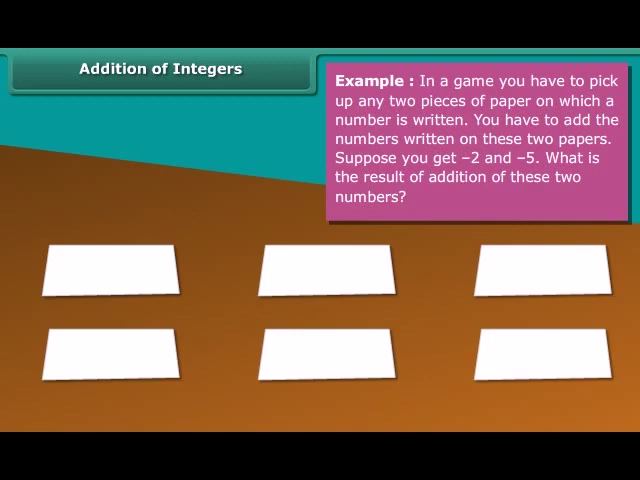 Addition of Integers
Example : In a game you have to pick
up any two pieces of paper on which a
number is written. You have to add the
numbers written on these two papers.
Suppose you get –2 and –5. What is
the result of addition of these two
numbers?